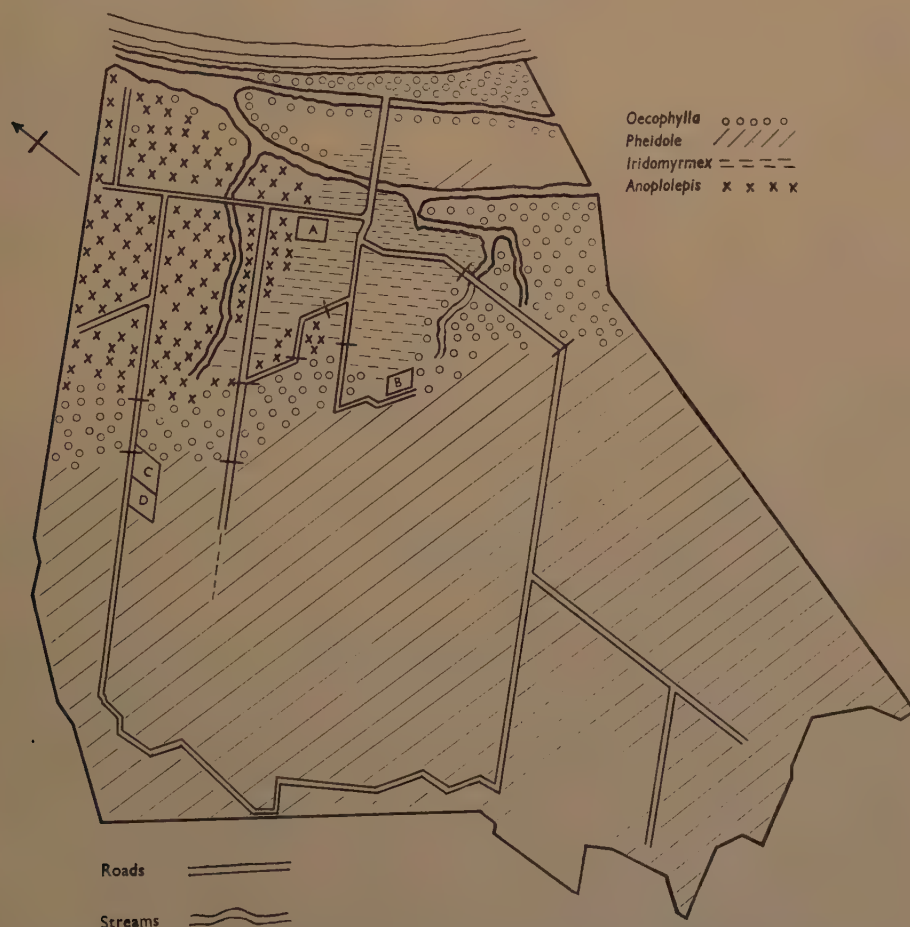 Oecophylla
Pheidole
Iridomyrmex
Anoplolepis
A
B
C
D
Roads
Streams